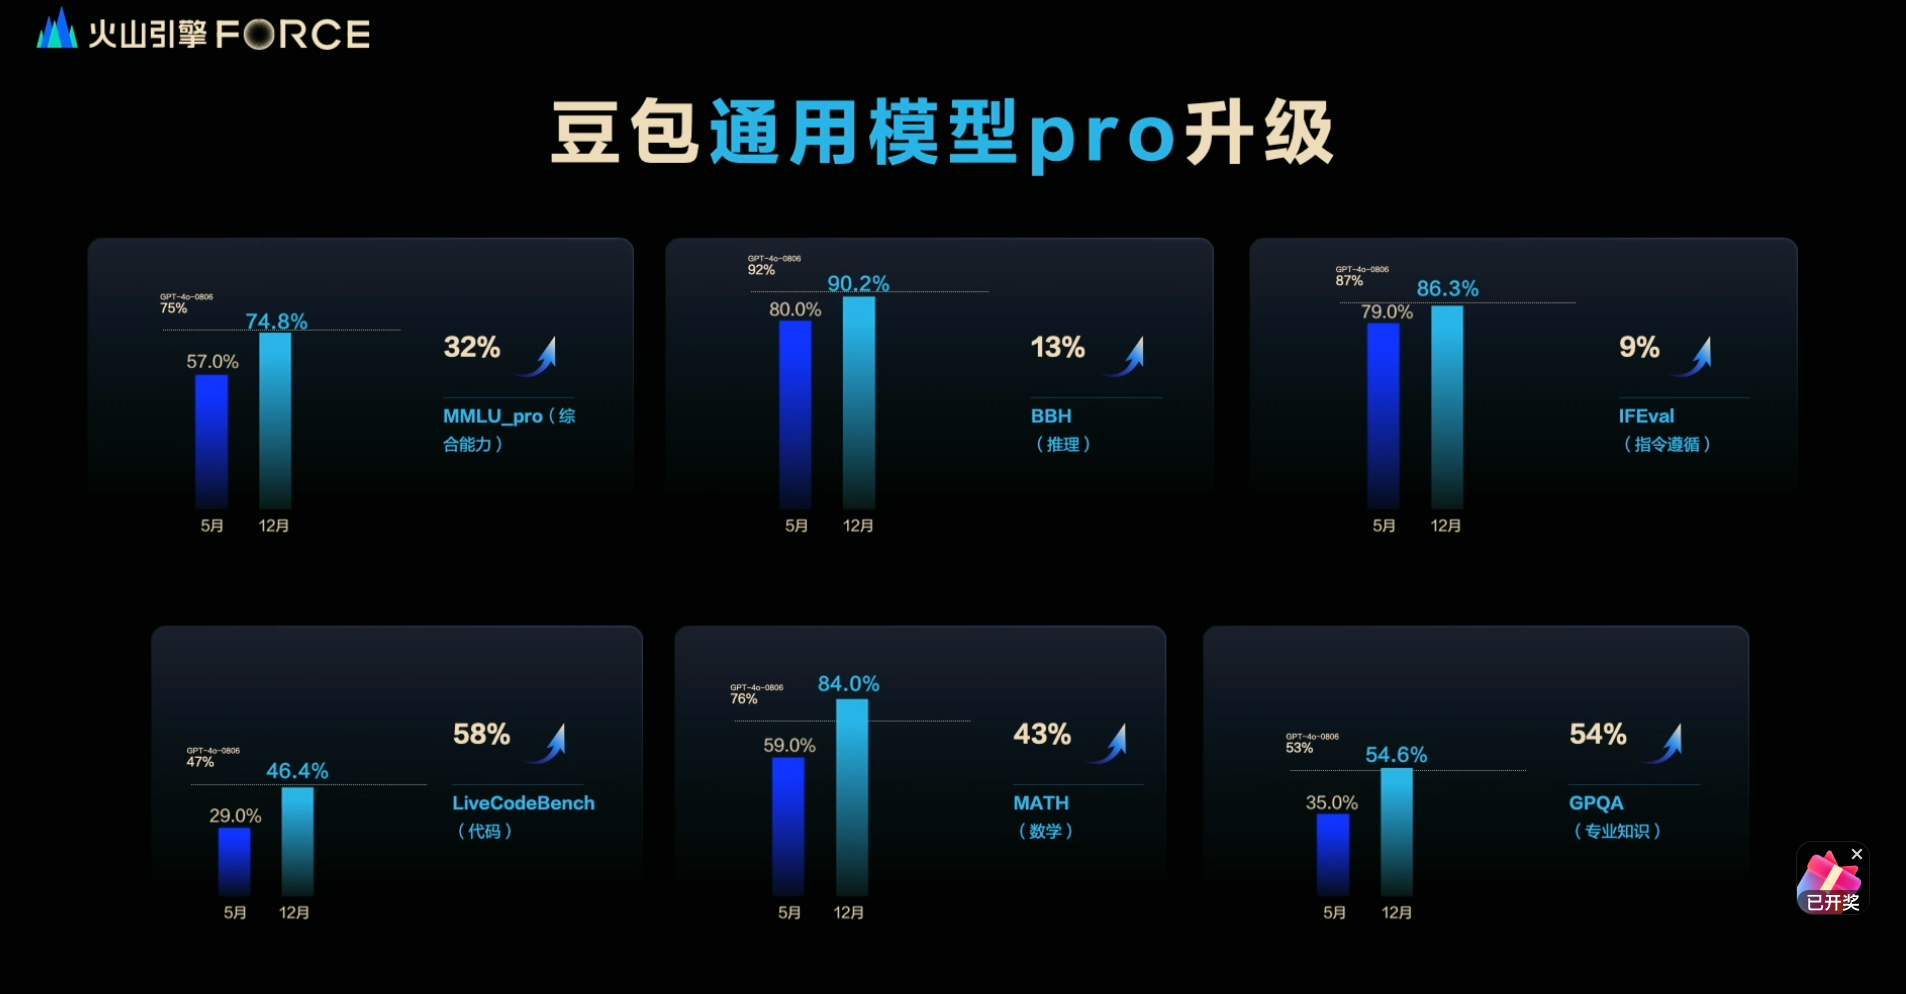 火山引擎 FORCE
豆包通用模型pro升级
GPT-4o-0806
75%
74.8%
57.0%
5月
12月
32%
MMLU_pro（综
合能力）
GPT-4o-0806
92%
90.2%
80.0%
5月
12月
13%
BBH
（推理）
GPT-4o-0806
87%
86.3%
79.0%
5月
12月
9%
IFEval
（指令遵循）
GPT-4o-0806
47%
46.4%
29.0%
5月
12月
58%
LiveCodeBench
（代码）
GPT-4o-0806
76%
84.0%
59.0%
5月
12月
43%
MATH
（数学）
GPT-4o-0806
53%
54.6%
35.0%
5月
12月
54%
GPQA
（专业知识）
已开奖